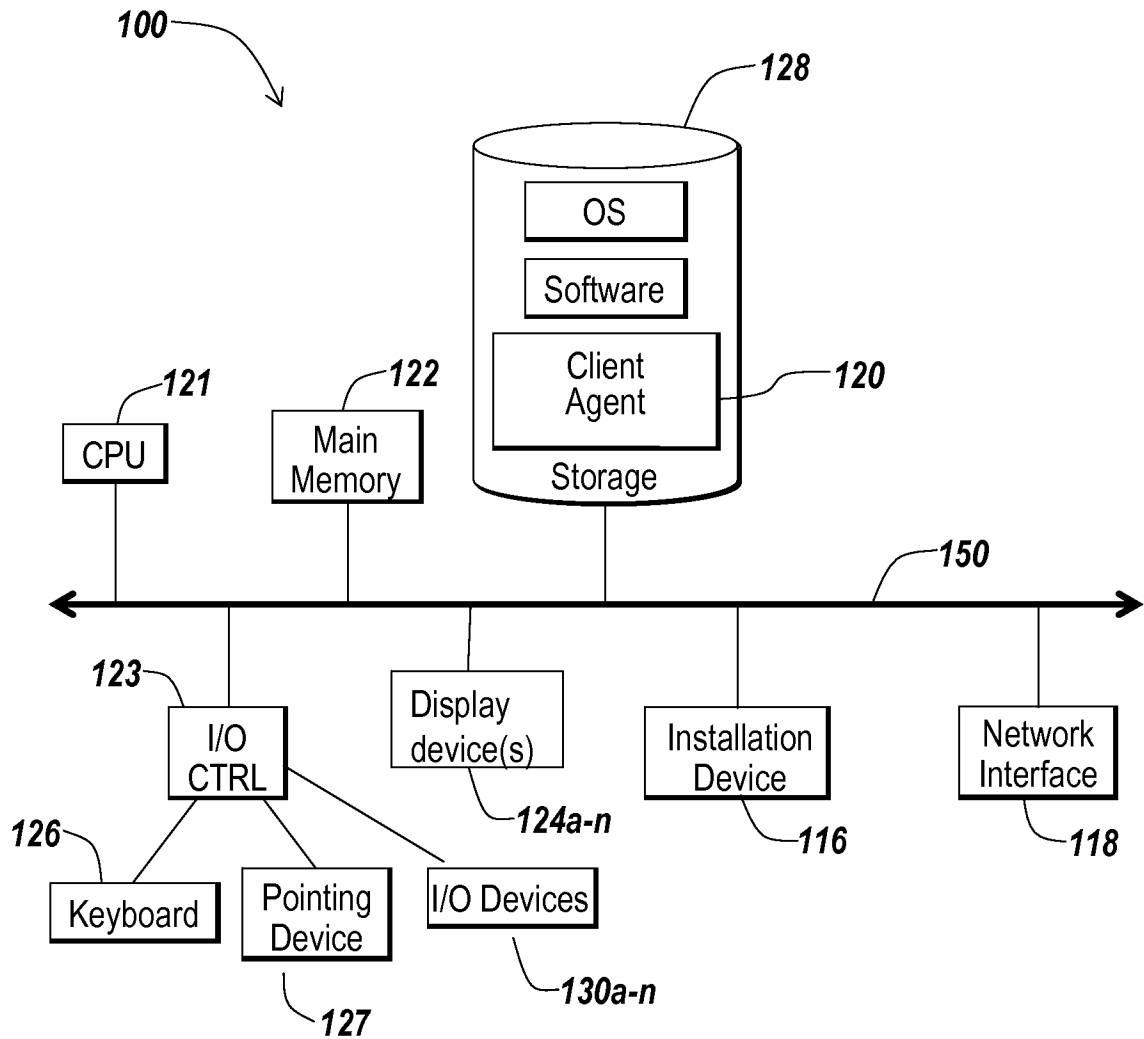 100
128
OS
Software
Client
Agent
120
Storage
121
CPU
122
Main
Memory
150
123
I/O
CTRL
Display
device(s)
124a-n
Installation
Device
116
Network
Interface
118
126
Keyboard
Pointing
Device
127
I/O Devices
130a-n